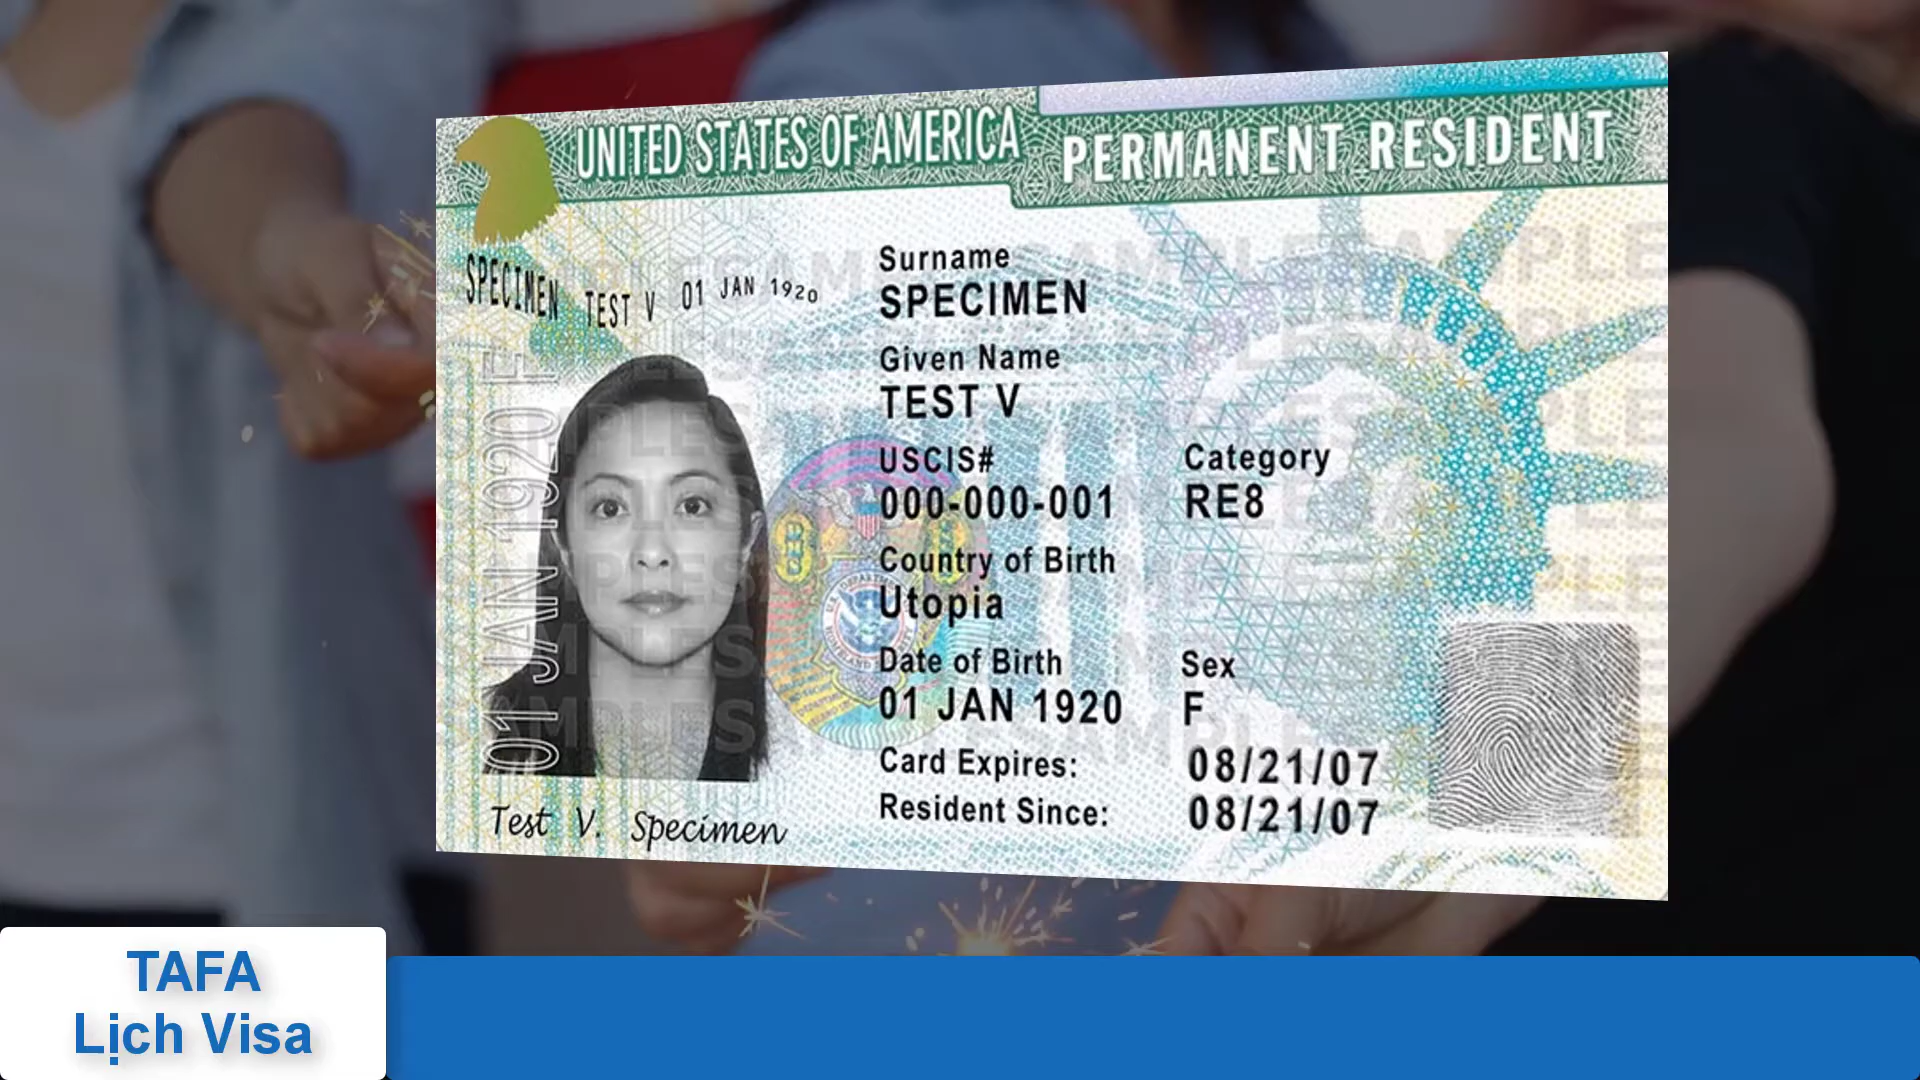 UNITED STATES OF AMERICA
PERMANENT RESIDENT
SPECIMEN TEST V 01 JAN 1920
Surname
SPECIMEN
Given Name
TEST V
USCIS#
000-000-001
Category
RE8
Country of Birth
Utopia
Date of Birth
01 JAN 1920
Sex
F
Card Expires: 08/21/07
Resident Since: 08/21/07
01 JAN 1920 F
Test V. Specimen
TAFA
Lịch Visa